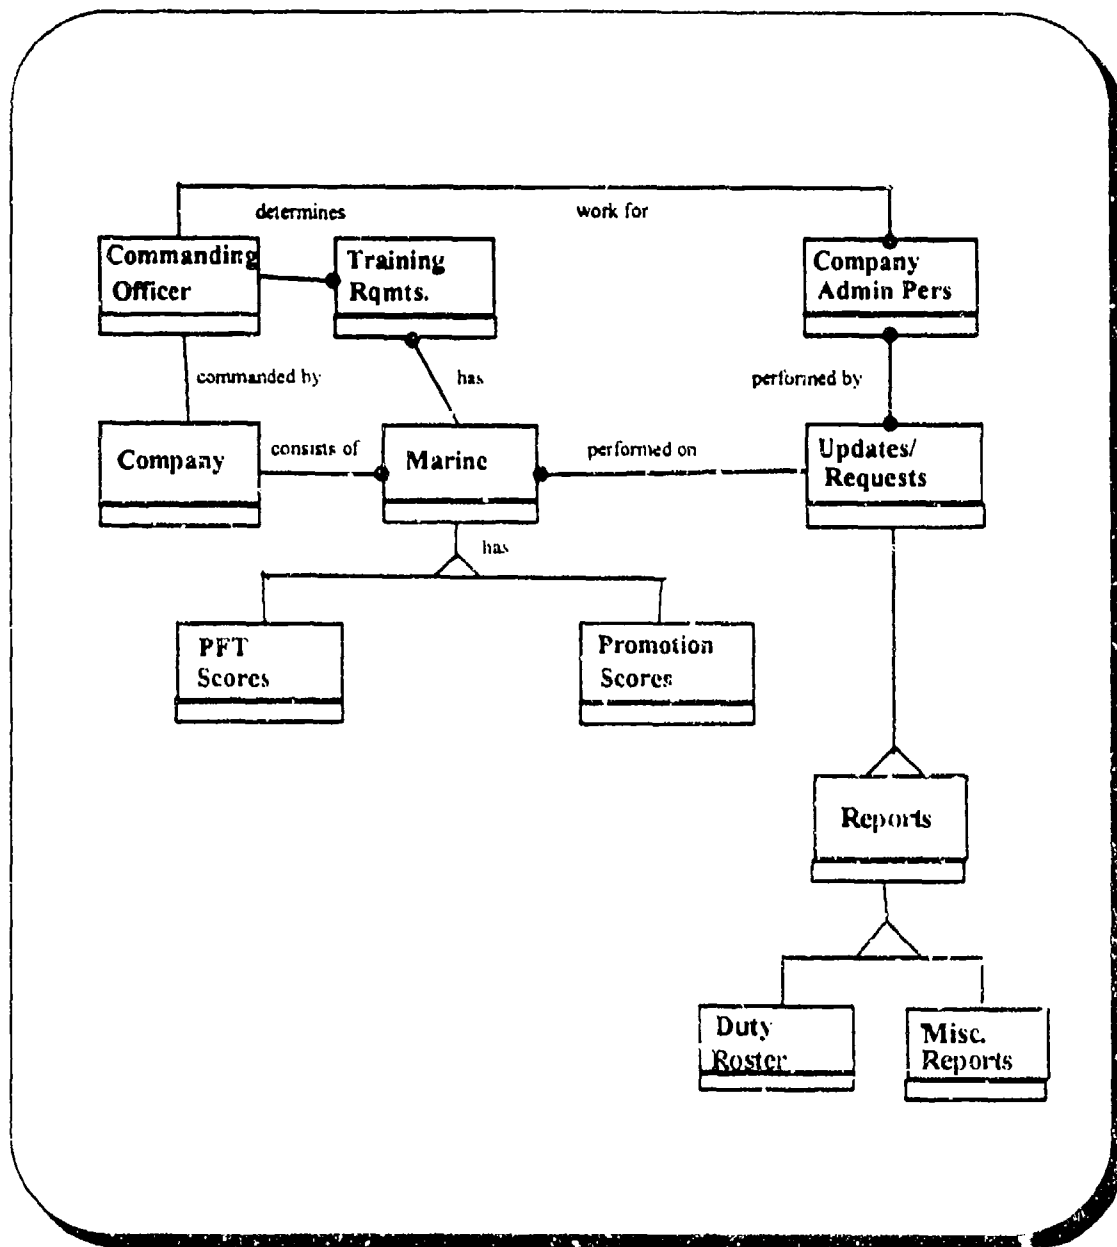 determines
work for
Commanding
Officer
Training
Rqmts.
Company
Admin Pers
commanded by
has
performed by
Company
consists of
Marine
performed on
Updates/
Requests
has
PFT
Scores
Promotion
Scores
Reports
Duty
Roster
Misc.
Reports